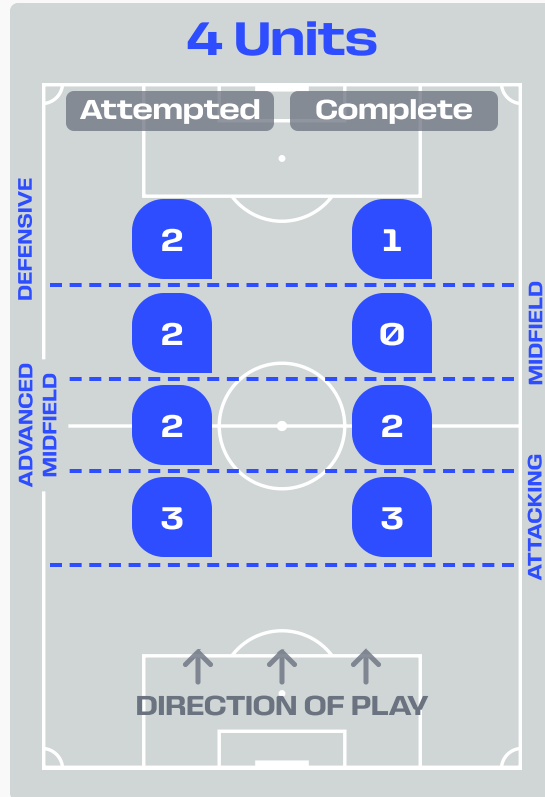 4 Units
Attempted Complete
DEFENSIVE
2 1
MIDFIELD
2 0
ADVANCED
MIDFIELD
2 2
ATTACKING
3 3
DIRECTION OF PLAY